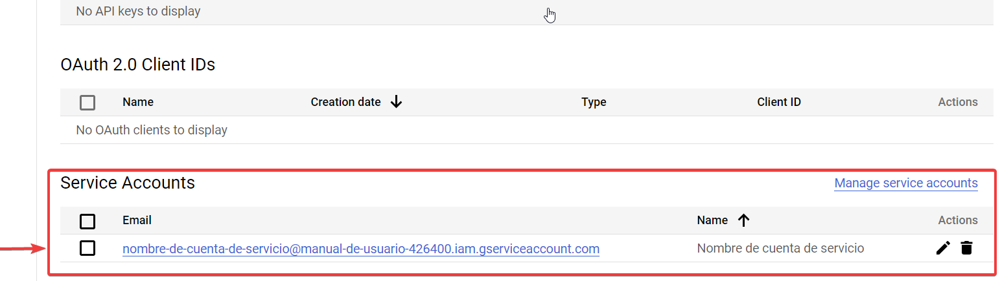 No API keys to display
OAuth 2.0 Client IDs
Name Creation date Type Client ID Actions
No OAuth clients to display
Service Accounts Manage service accounts
Email Name Actions
nombre-de-cuenta-de-servicio@manual-de-usuario-426400.iam.gserviceaccount.com Nombre de cuenta de servicio